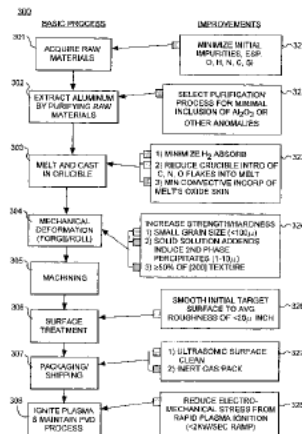 300
BASIC PROCESS
IMPROVEMENTS
301
ACQUIRE RAW
MATERIALS
MINIMIZE INITIAL
IMPURITIES, ESP.
O, H, N, C, SI
302
EXTRACT ALUMINUM
BY PURIFYING RAW
MATERIALS
SELECT PURIFICATION
PROCESS FOR MINIMAL
INCLUSION OF Al2O3 OR
OTHER ANOMALIES
303
MELT AND CAST
IN CRUCIBLE
1) MINIMIZE H2 ABSORB
2) REDUCE CRUCIBLE INTRO OF
C, N, O FLAKES INTO MELT
3) MIN CONVECTIVE INCORP OF
MELT'S OXIDE SKIN
304
MECHANICAL
DEFORMATION
(FORGE/ROLL)
INCREASE STRENGTH/HARDNESS
1) SMALL GRAIN SIZE (<100μ)
2) SOLID SOLUTION ADDENDS
INDUCE 2ND PHASE
PERCIPITATES (1-10μ)
3) ≥50% OF {200} TEXTURE
305
MACHINING
306
SURFACE
TREATMENT
SMOOTH INITIAL TARGET
SURFACE TO AVG
ROUGHNESS OF μ INCH
307
PACKAGING/
SHIPPING
1) ULTRASONIC SURFACE
CLEAN
2) INERT GAS PACK
308
IGNITE PLASMA
& MAINTAIN PVD
PROCESS
REDUCE ELECTRO-
MECHANICAL STRESS FROM
RAPID PLASMA IGNITION
(<2KW/SEC RAMP)